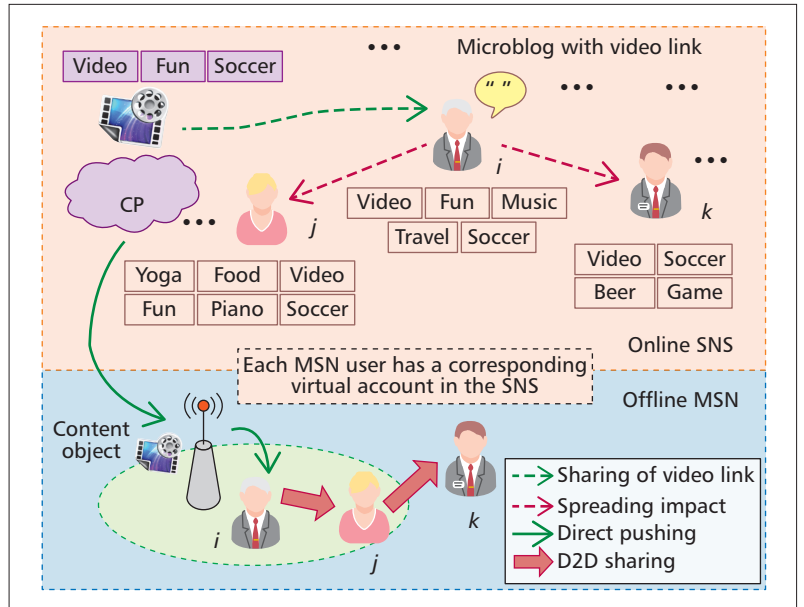 Video Fun Soccer
••• Microblog with video link
“ ” ••• •••
i
•••
k
CP
••• j
Video Fun Music
Travel Soccer
Yoga Food Video
Fun Piano Soccer
Video Soccer
Beer Game
Online SNS
Each MSN user has a corresponding
virtual account in the SNS
Offline MSN
Content
object
i
j
k
Sharing of video link
Spreading impact
Direct pushing
D2D sharing